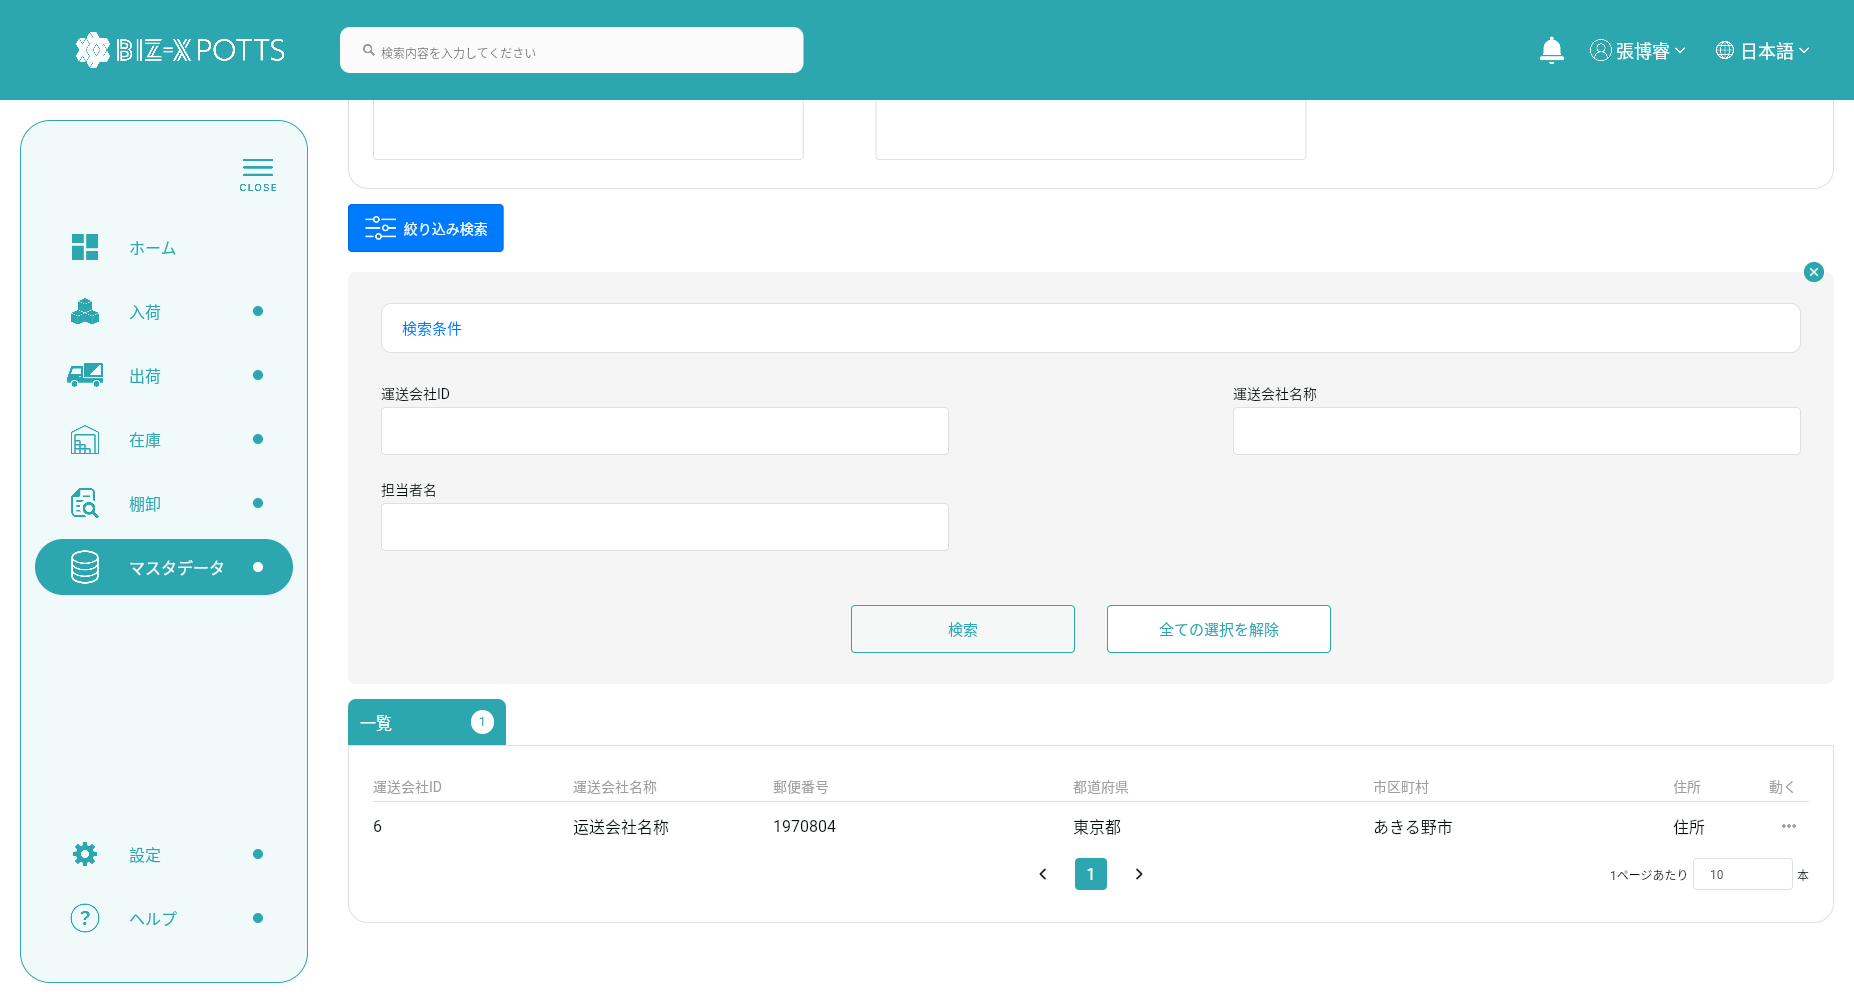 BIZ=X POTTS
検索内容を入力してください
張博睿
日本語
CLOSE
ホーム
入荷
出荷
在庫
棚卸
マスタデータ
設定
ヘルプ
絞り込み検索
検索条件
運送会社ID
運送会社名称
担当者名
検索
全ての選択を解除
一覧 1
運送会社ID 運送会社名称 郵便番号 都道府県 市区町村 住所 動く
6 运送会社名称 1970804 東京都 あきる野市 住所
1
1ページあたり 10 本